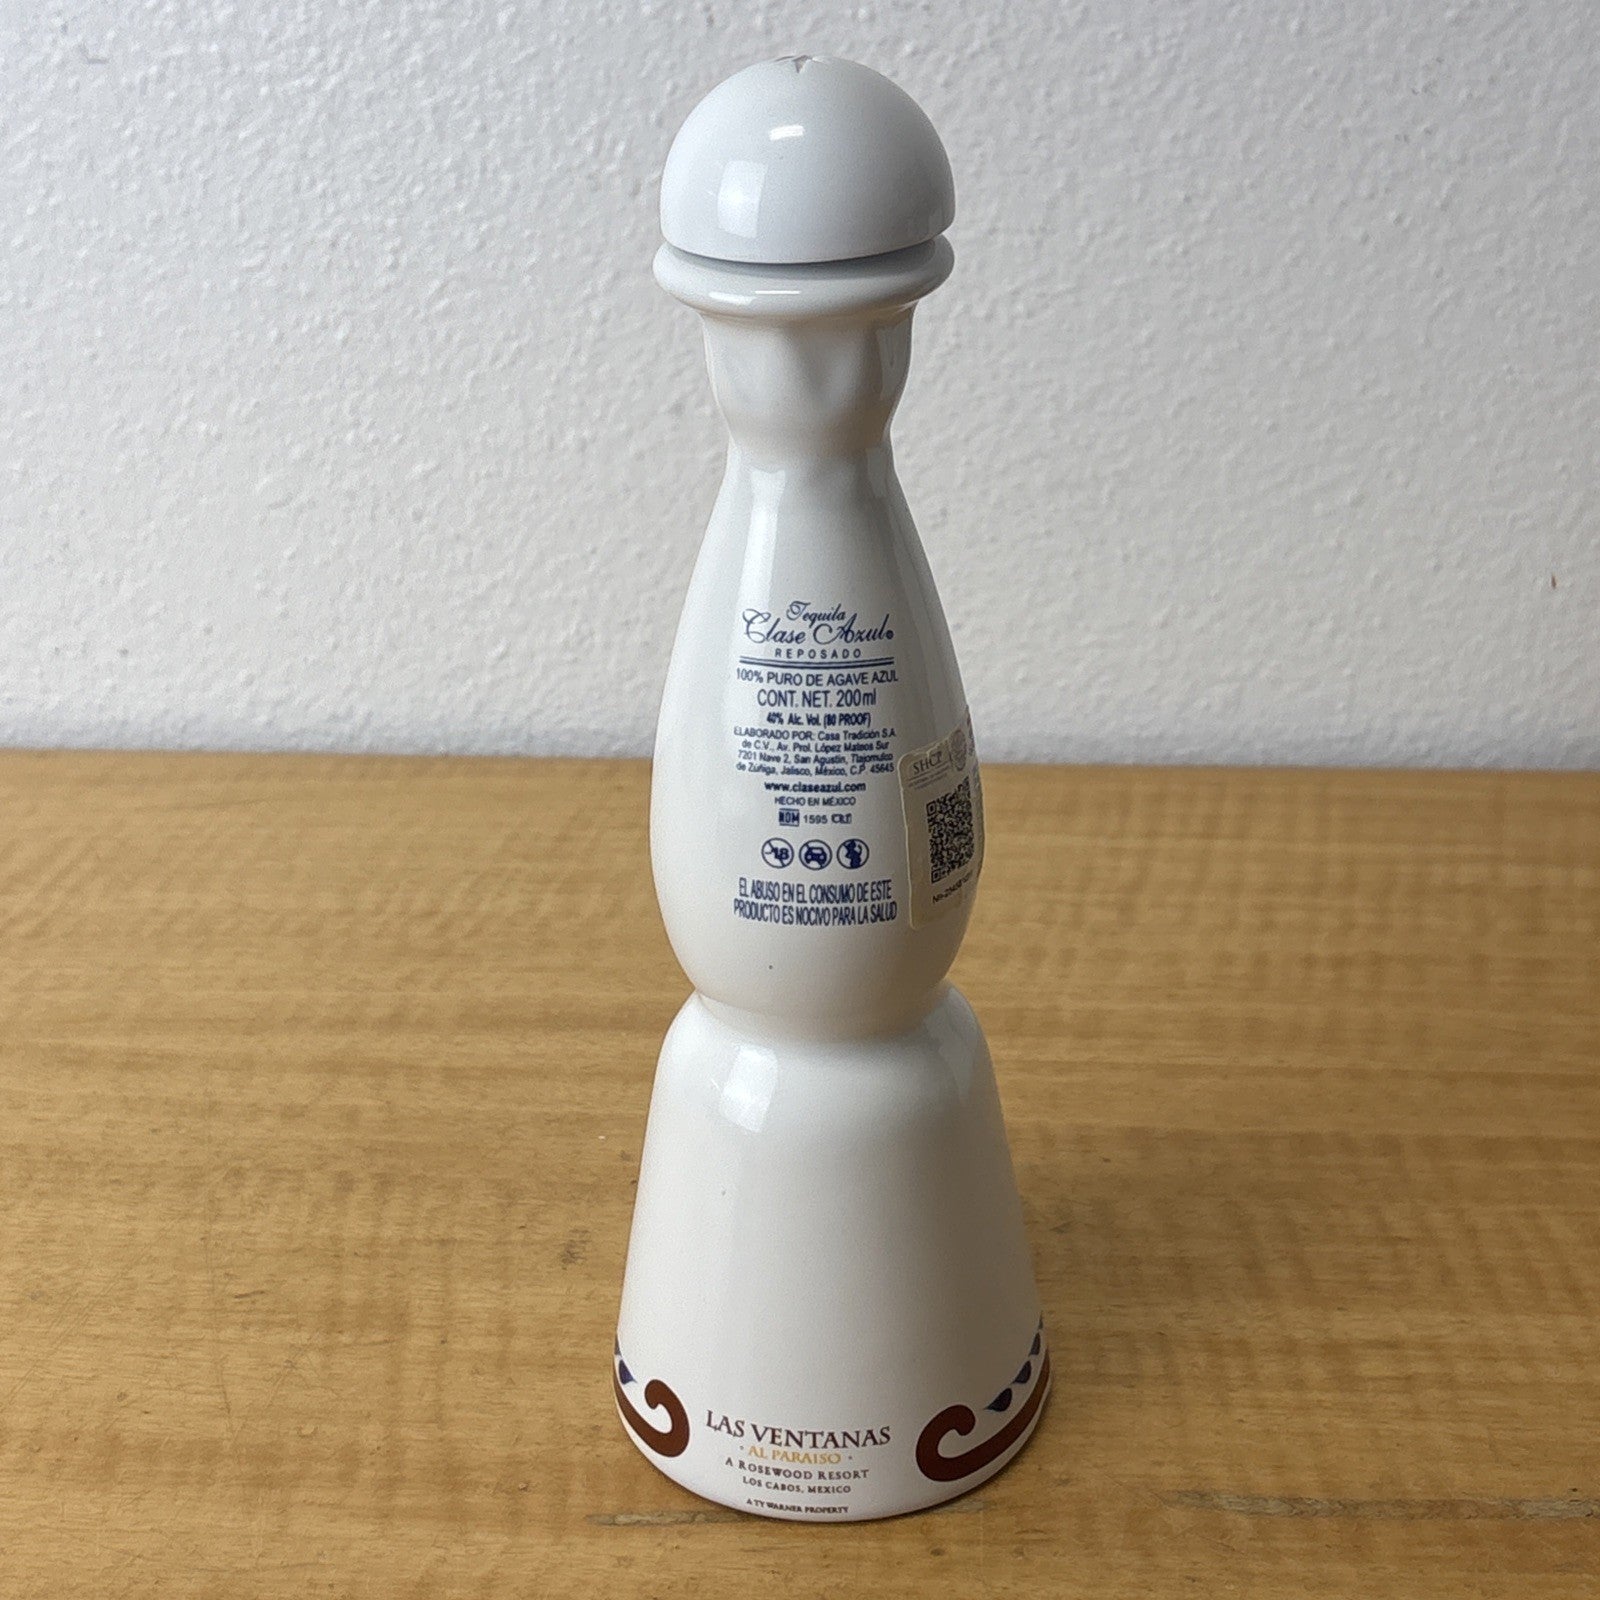 Tequila
Clase Azul®
REPOSADO
100% PURO DE AGAVE AZUL
CONT. NET. 200ml
40% Alc. Vol. (80 PROOF)
ELABORADO POR: Casa Tradición S.A.
de C.V., Av. Prol. López Mateos Sur
7201 Nave 2, San Agustin, Tlajomulco
de Zúñiga, Jalisco, México, C.P. 45645
www.claseazul.com
HECHO EN MÉXICO
NOM 1595 CRT
18
EL ABUSO EN EL CONSUMO DE ESTE
PRODUCTO ES NOCIVO PARA LA SALUD
SHCP
LAS VENTANAS
· AL PARAISO ·
A ROSEWOOD RESORT
LOS CABOS, MEXICO
A TY WARNER PROPERTY